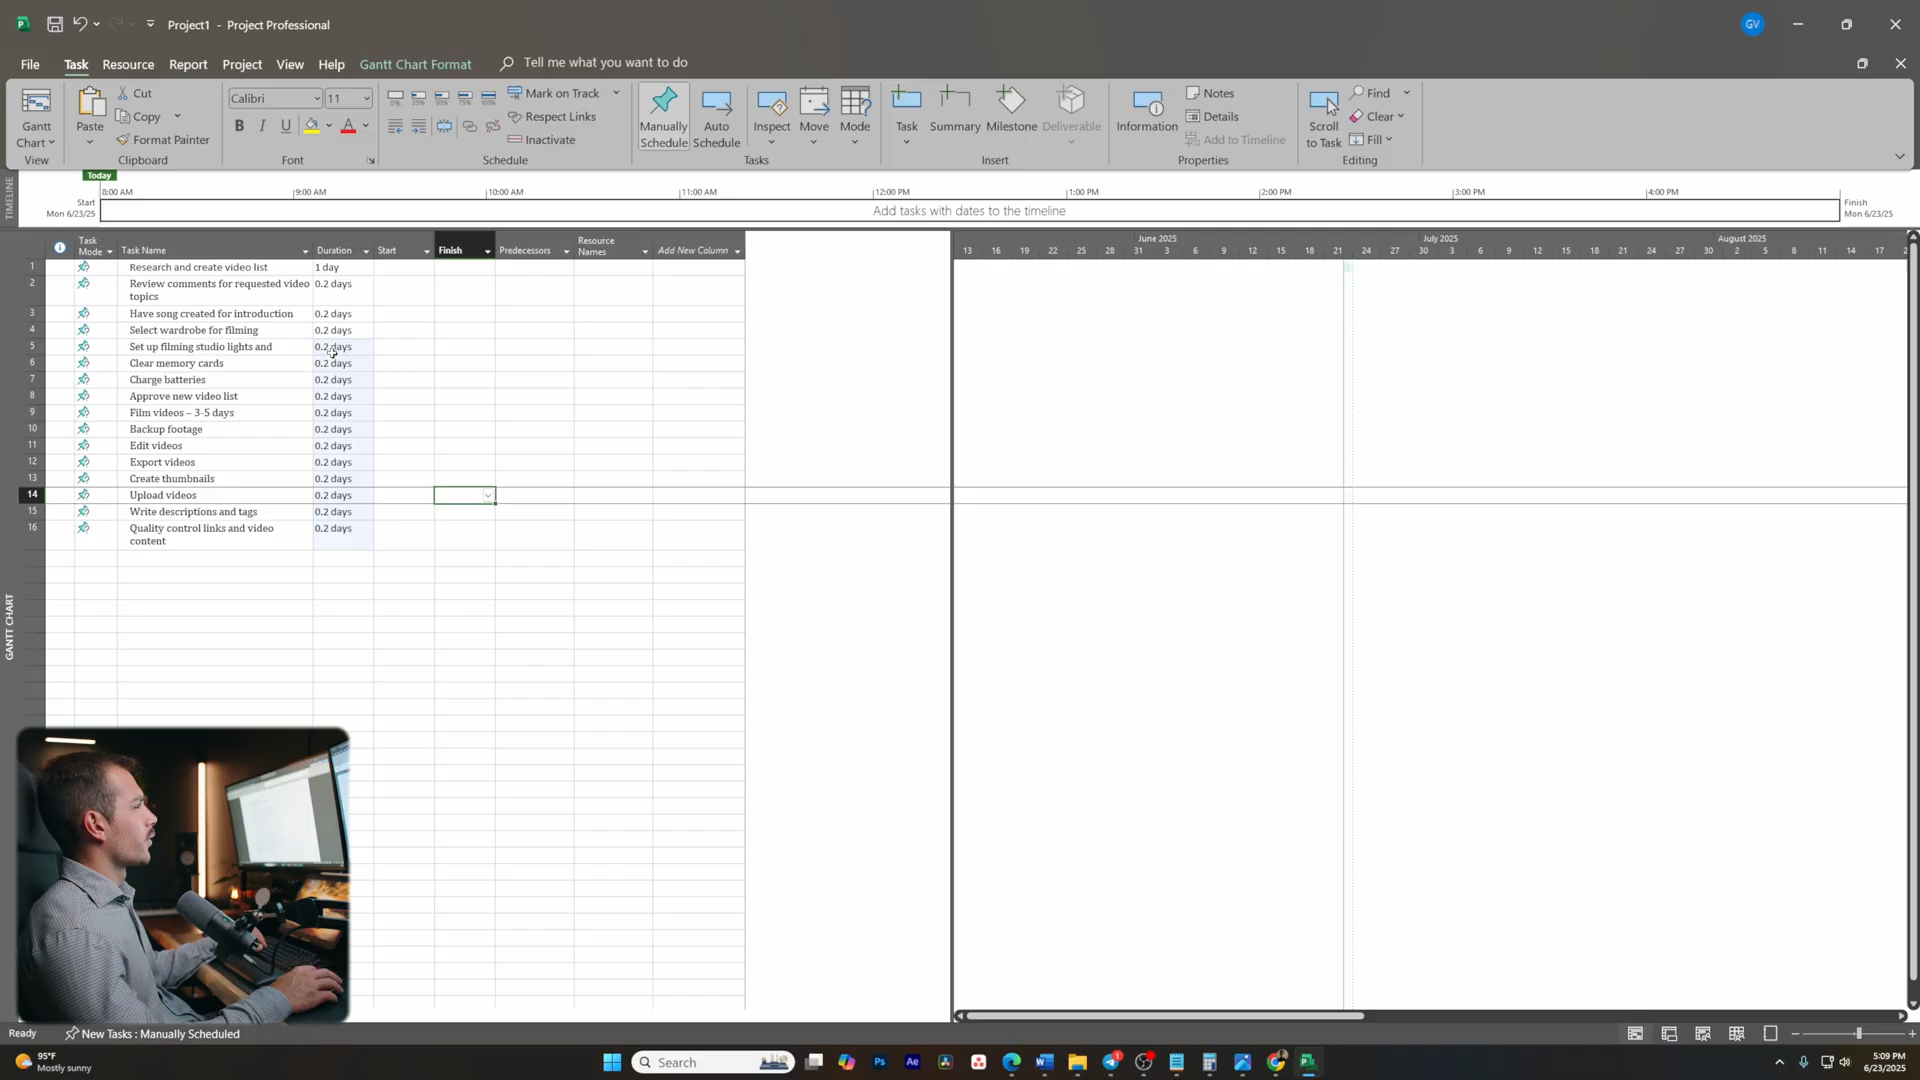 Project1 - Project Professional
GV
File Task Resource Report Project View Help Gantt Chart Format Tell me what you want to do
Gantt Chart
View
Paste
Cut
Copy
Format Painter
Clipboard
Calibri 11
B I U A
Font
0% 25% 50% 75% 100%
Mark on Track
Respect Links
Inactivate
Schedule
Manually Schedule
Auto Schedule
Inspect Move Mode
Tasks
Task Summary Milestone Deliverable
Insert
Information
Notes
Details
Add to Timeline
Properties
Scroll to Task
Find
Clear
Fill
Editing
TIMELINE
Today
8:00 AM 9:00 AM 10:00 AM 11:00 AM 12:00 PM 1:00 PM 2:00 PM 3:00 PM 4:00 PM
Start
Mon 6/23/25
Add tasks with dates to the timeline
Finish
Mon 6/23/25
Task Mode Task Name Duration Start Finish Predecessors Resource Names Add New Column
June 2025 July 2025 August 2025
13 16 19 22 25 28 31 3 6 9 12 15 18 21 24 27 30 3 6 9 12 15 18 21 24 27 30 2 5 8 11 14 17
1 Research and create video list 1 day
2 Review comments for requested video 0.2 days
topics
3 Have song created for introduction 0.2 days
4 Select wardrobe for filming 0.2 days
5 Set up filming studio lights and 0.2 days
6 Clear memory cards 0.2 days
7 Charge batteries 0.2 days
8 Approve new video list 0.2 days
9 Film videos – 3-5 days 0.2 days
10 Backup footage 0.2 days
11 Edit videos 0.2 days
12 Export videos 0.2 days
13 Create thumbnails 0.2 days
14 Upload videos 0.2 days
15 Write descriptions and tags 0.2 days
16 Quality control links and video 0.2 days
content
GANTT CHART
Ready New Tasks : Manually Scheduled
95°F
Mostly sunny
Search
5:09 PM
6/23/2025